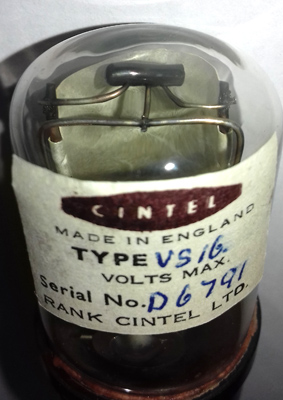 CINTEL
MADE IN ENGLAND
TYPE VS16.
VOLTS MAX.
Serial No. D6791
RANK CINTEL LTD.